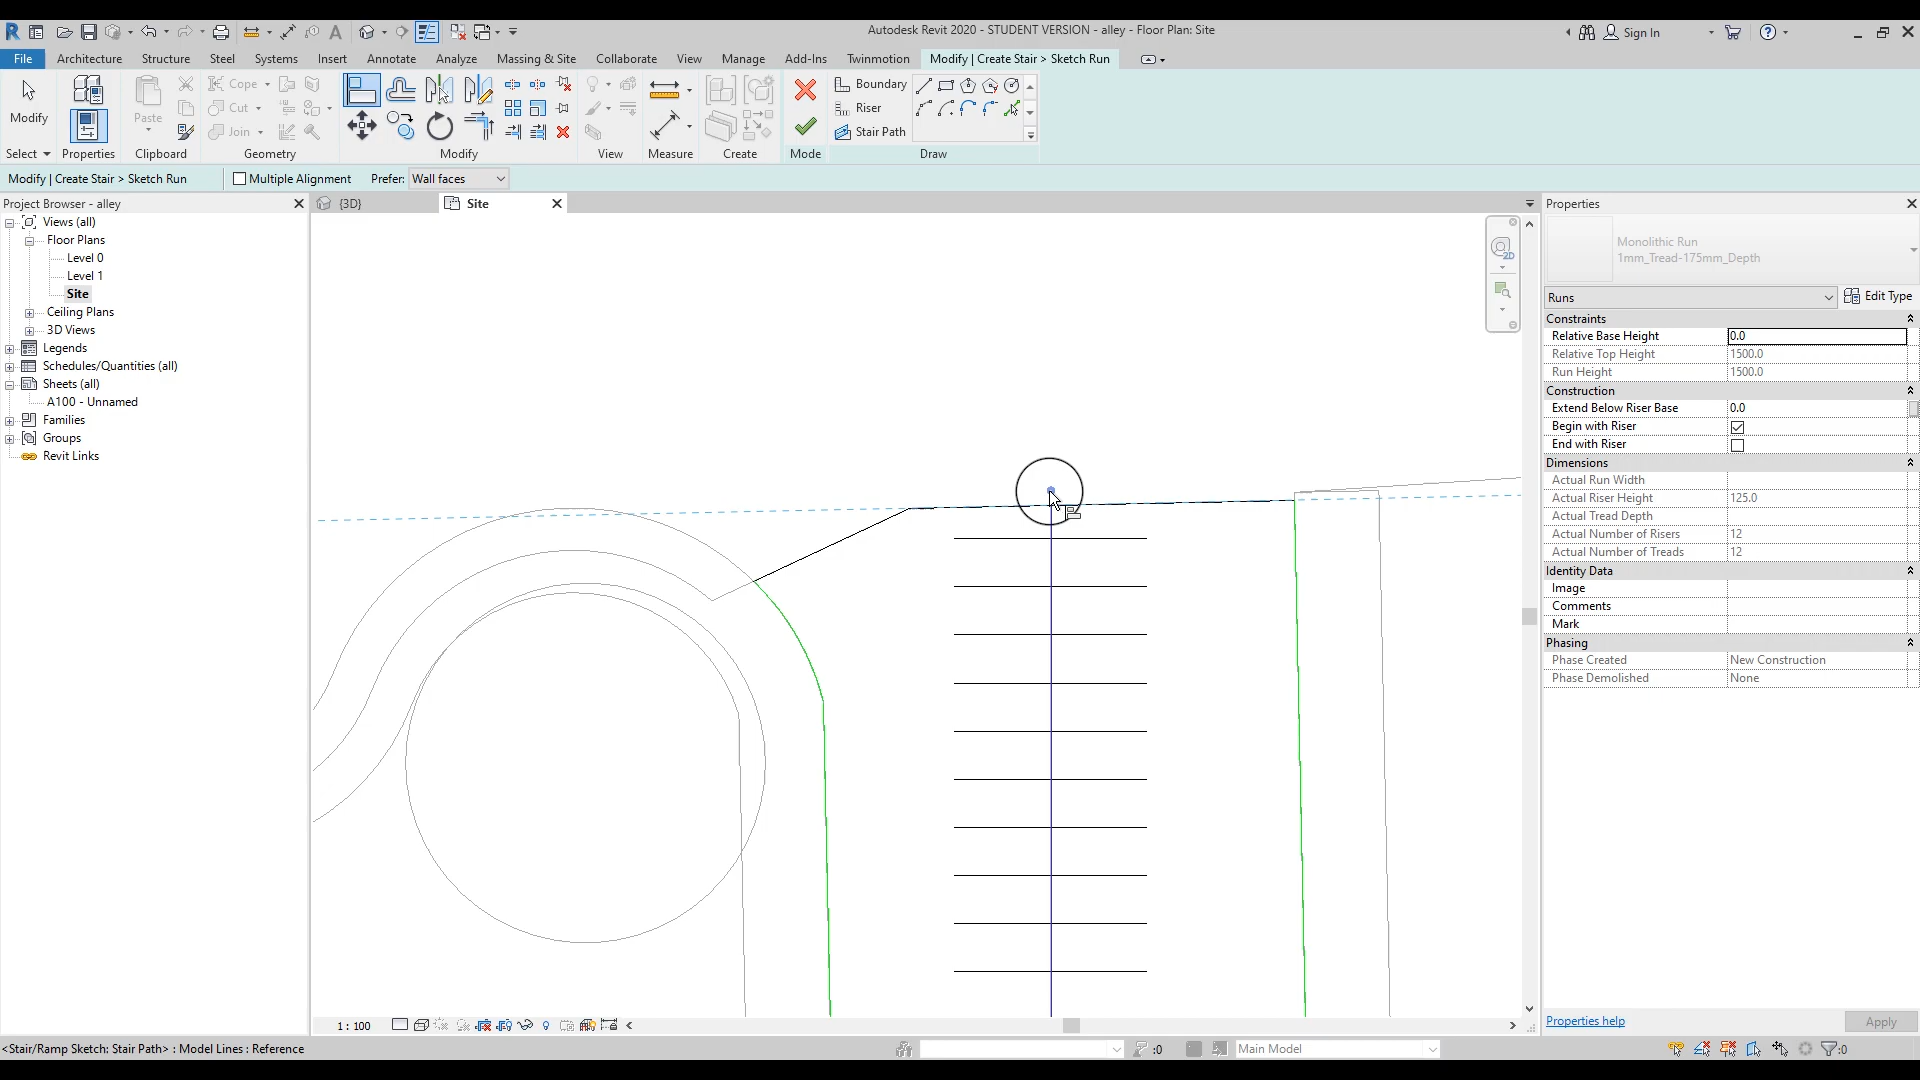 Autodesk Revit 2020 - STUDENT VERSION - alley - Floor Plan: Site
Sign In
File
Architecture
Structure
Steel
Systems
Insert
Annotate
Analyze
Massing & Site
Collaborate
View
Manage
Add-Ins
Twinmotion
Modify | Create Stair > Sketch Run
Modify
Paste
Cope
Cut
Join
Boundary
Riser
Stair Path
Select
Properties
Clipboard
Geometry
Modify
View
Measure
Create
Mode
Draw
Modify | Create Stair > Sketch Run
Multiple Alignment
Prefer:
Wall faces
Project Browser - alley
Views (all)
Floor Plans
Level 0
Level 1
Site
Ceiling Plans
3D Views
Legends
Schedules/Quantities (all)
Sheets (all)
A100 - Unnamed
Families
Groups
Revit Links
{3D}
Site
2D
Properties
Monolithic Run
1mm_Tread-175mm_Depth
Runs
Edit Type
Constraints
Relative Base Height 0.0
Relative Top Height 1500.0
Run Height 1500.0
Construction
Extend Below Riser Base 0.0
Begin with Riser
End with Riser
Dimensions
Actual Run Width
Actual Riser Height 125.0
Actual Tread Depth
Actual Number of Risers 12
Actual Number of Treads 12
Identity Data
Image
Comments
Mark
Phasing
Phase Created New Construction
Phase Demolished None
Properties help
Apply
1 : 100
<Stair/Ramp Sketch: Stair Path> : Model Lines : Reference
:0
Main Model
:0